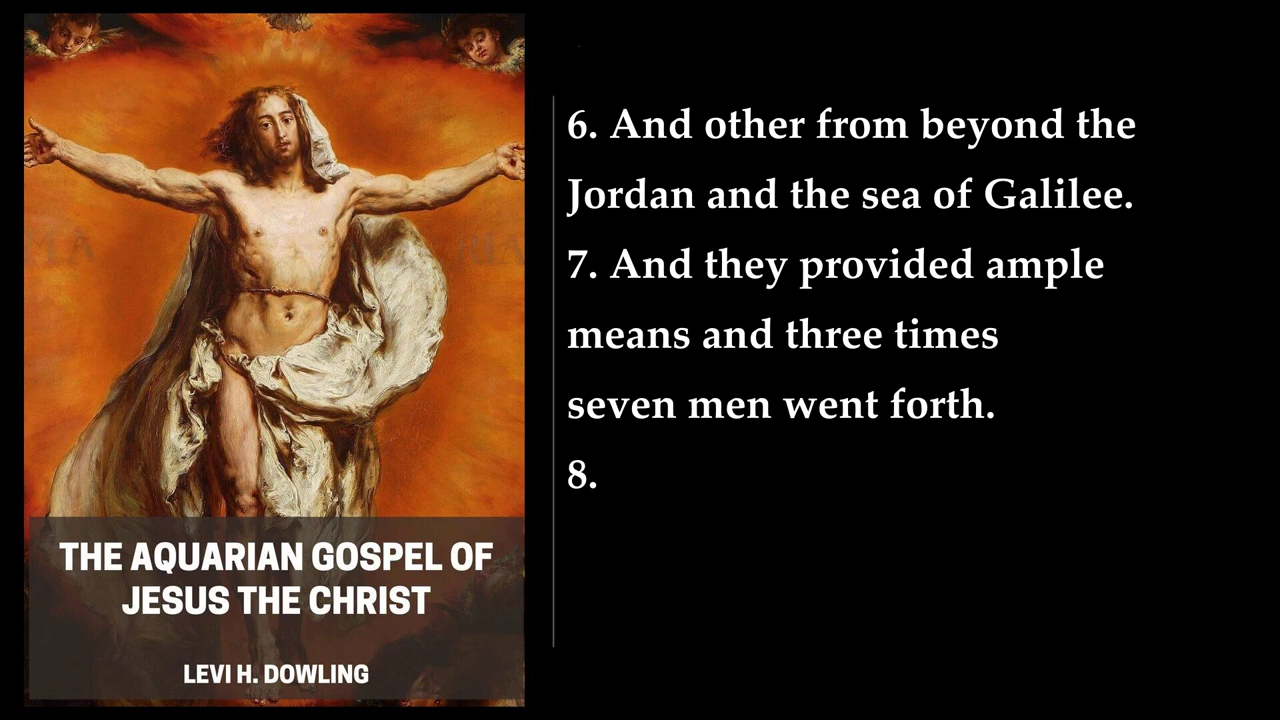 6. And other from beyond the
Jordan and the sea of Galilee.
7. And they provided ample
means and three times
seven men went forth.
8.
THE AQUARIAN GOSPEL OF
JESUS THE CHRIST
LEVI H. DOWLING